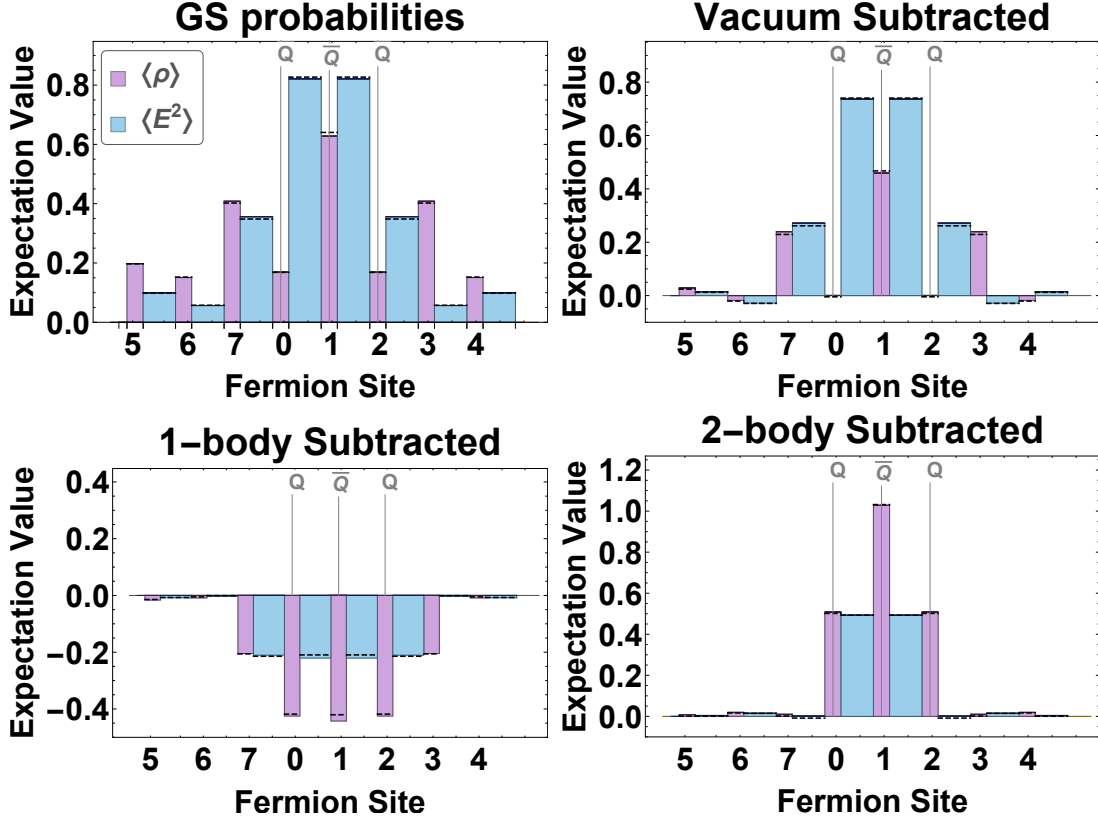 GS probabilities
Expectation Value
0.8
0.6
0.4
0.2
0.0
⟨ρ⟩
⟨E²⟩
Q Q̅ Q
5 6 7 0 1 2 3 4
Fermion Site
Vacuum Subtracted
Expectation Value
0.8
0.6
0.4
0.2
0.0
Q Q̅ Q
5 6 7 0 1 2 3 4
Fermion Site
1−body Subtracted
Expectation Value
0.4
0.2
0.0
−0.2
−0.4
Q Q̅ Q
5 6 7 0 1 2 3 4
Fermion Site
2−body Subtracted
Expectation Value
1.2
1.0
0.8
0.6
0.4
0.2
0.0
Q Q̅ Q
5 6 7 0 1 2 3 4
Fermion Site